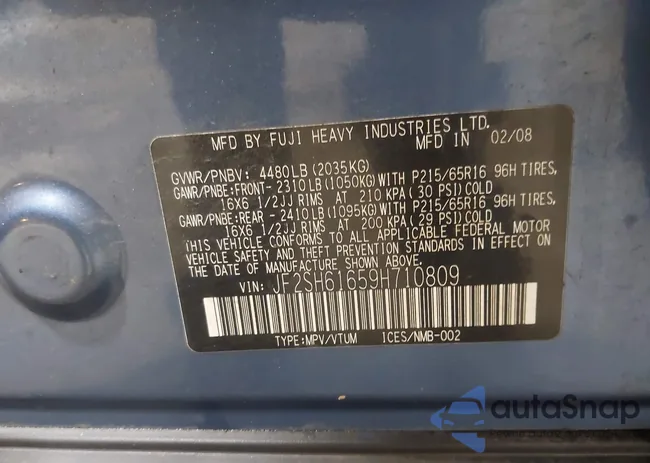 MFD BY FUJI HEAVY INDUSTRIES LTD.
MFD IN 02/08
GVWR/PNBV: 4480LB(2035KG)
GAWR/PNBE:FRONT-2310LB(1050KG)WITH P215/65R16 96H TIRES,
16X6 1/2JJ RIMS AT 210 KPA(30 PSI)COLD
GAWR/PNBE:REAR -2410LB(1095KG)WITH P215/65R16 96H TIRES,
16X6 1/2JJ RIMS AT 200 KPA(29 PSI)COLD
THIS VEHICLE CONFORMS TO ALL APPLICABLE FEDERAL MOTOR
VEHICLE SAFETY AND THEFT PREVENTION STANDARDS IN EFFECT ON
THE DATE OF MANUFACTURE SHOWN ABOVE.
VIN: JF2SH61659H710809
TYPE:MPV/VTUM ICES/NMB-002
autoSnap